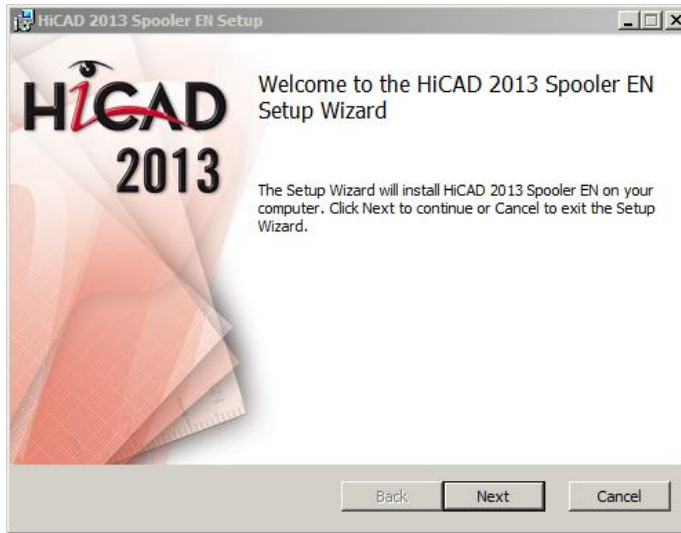 HiCAD 2013 Spooler EN Setup
HiCAD
2013
Welcome to the HiCAD 2013 Spooler EN
Setup Wizard
The Setup Wizard will install HiCAD 2013 Spooler EN on your
computer. Click Next to continue or Cancel to exit the Setup
Wizard.
Back Next Cancel